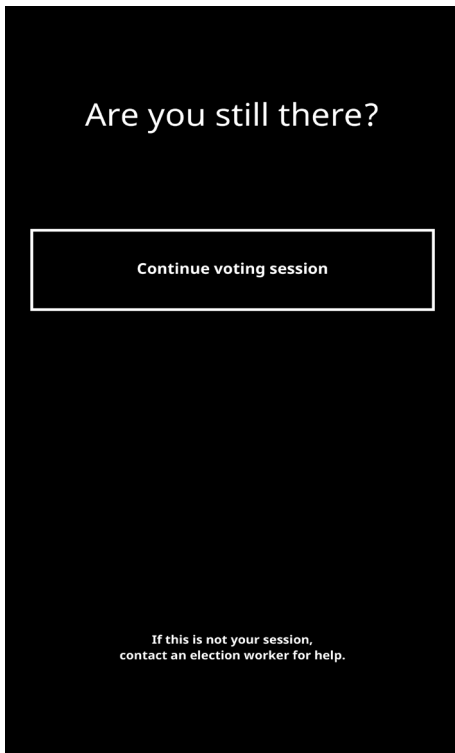 Are you still there?
Continue voting session
If this is not your session,
contact an election worker for help.